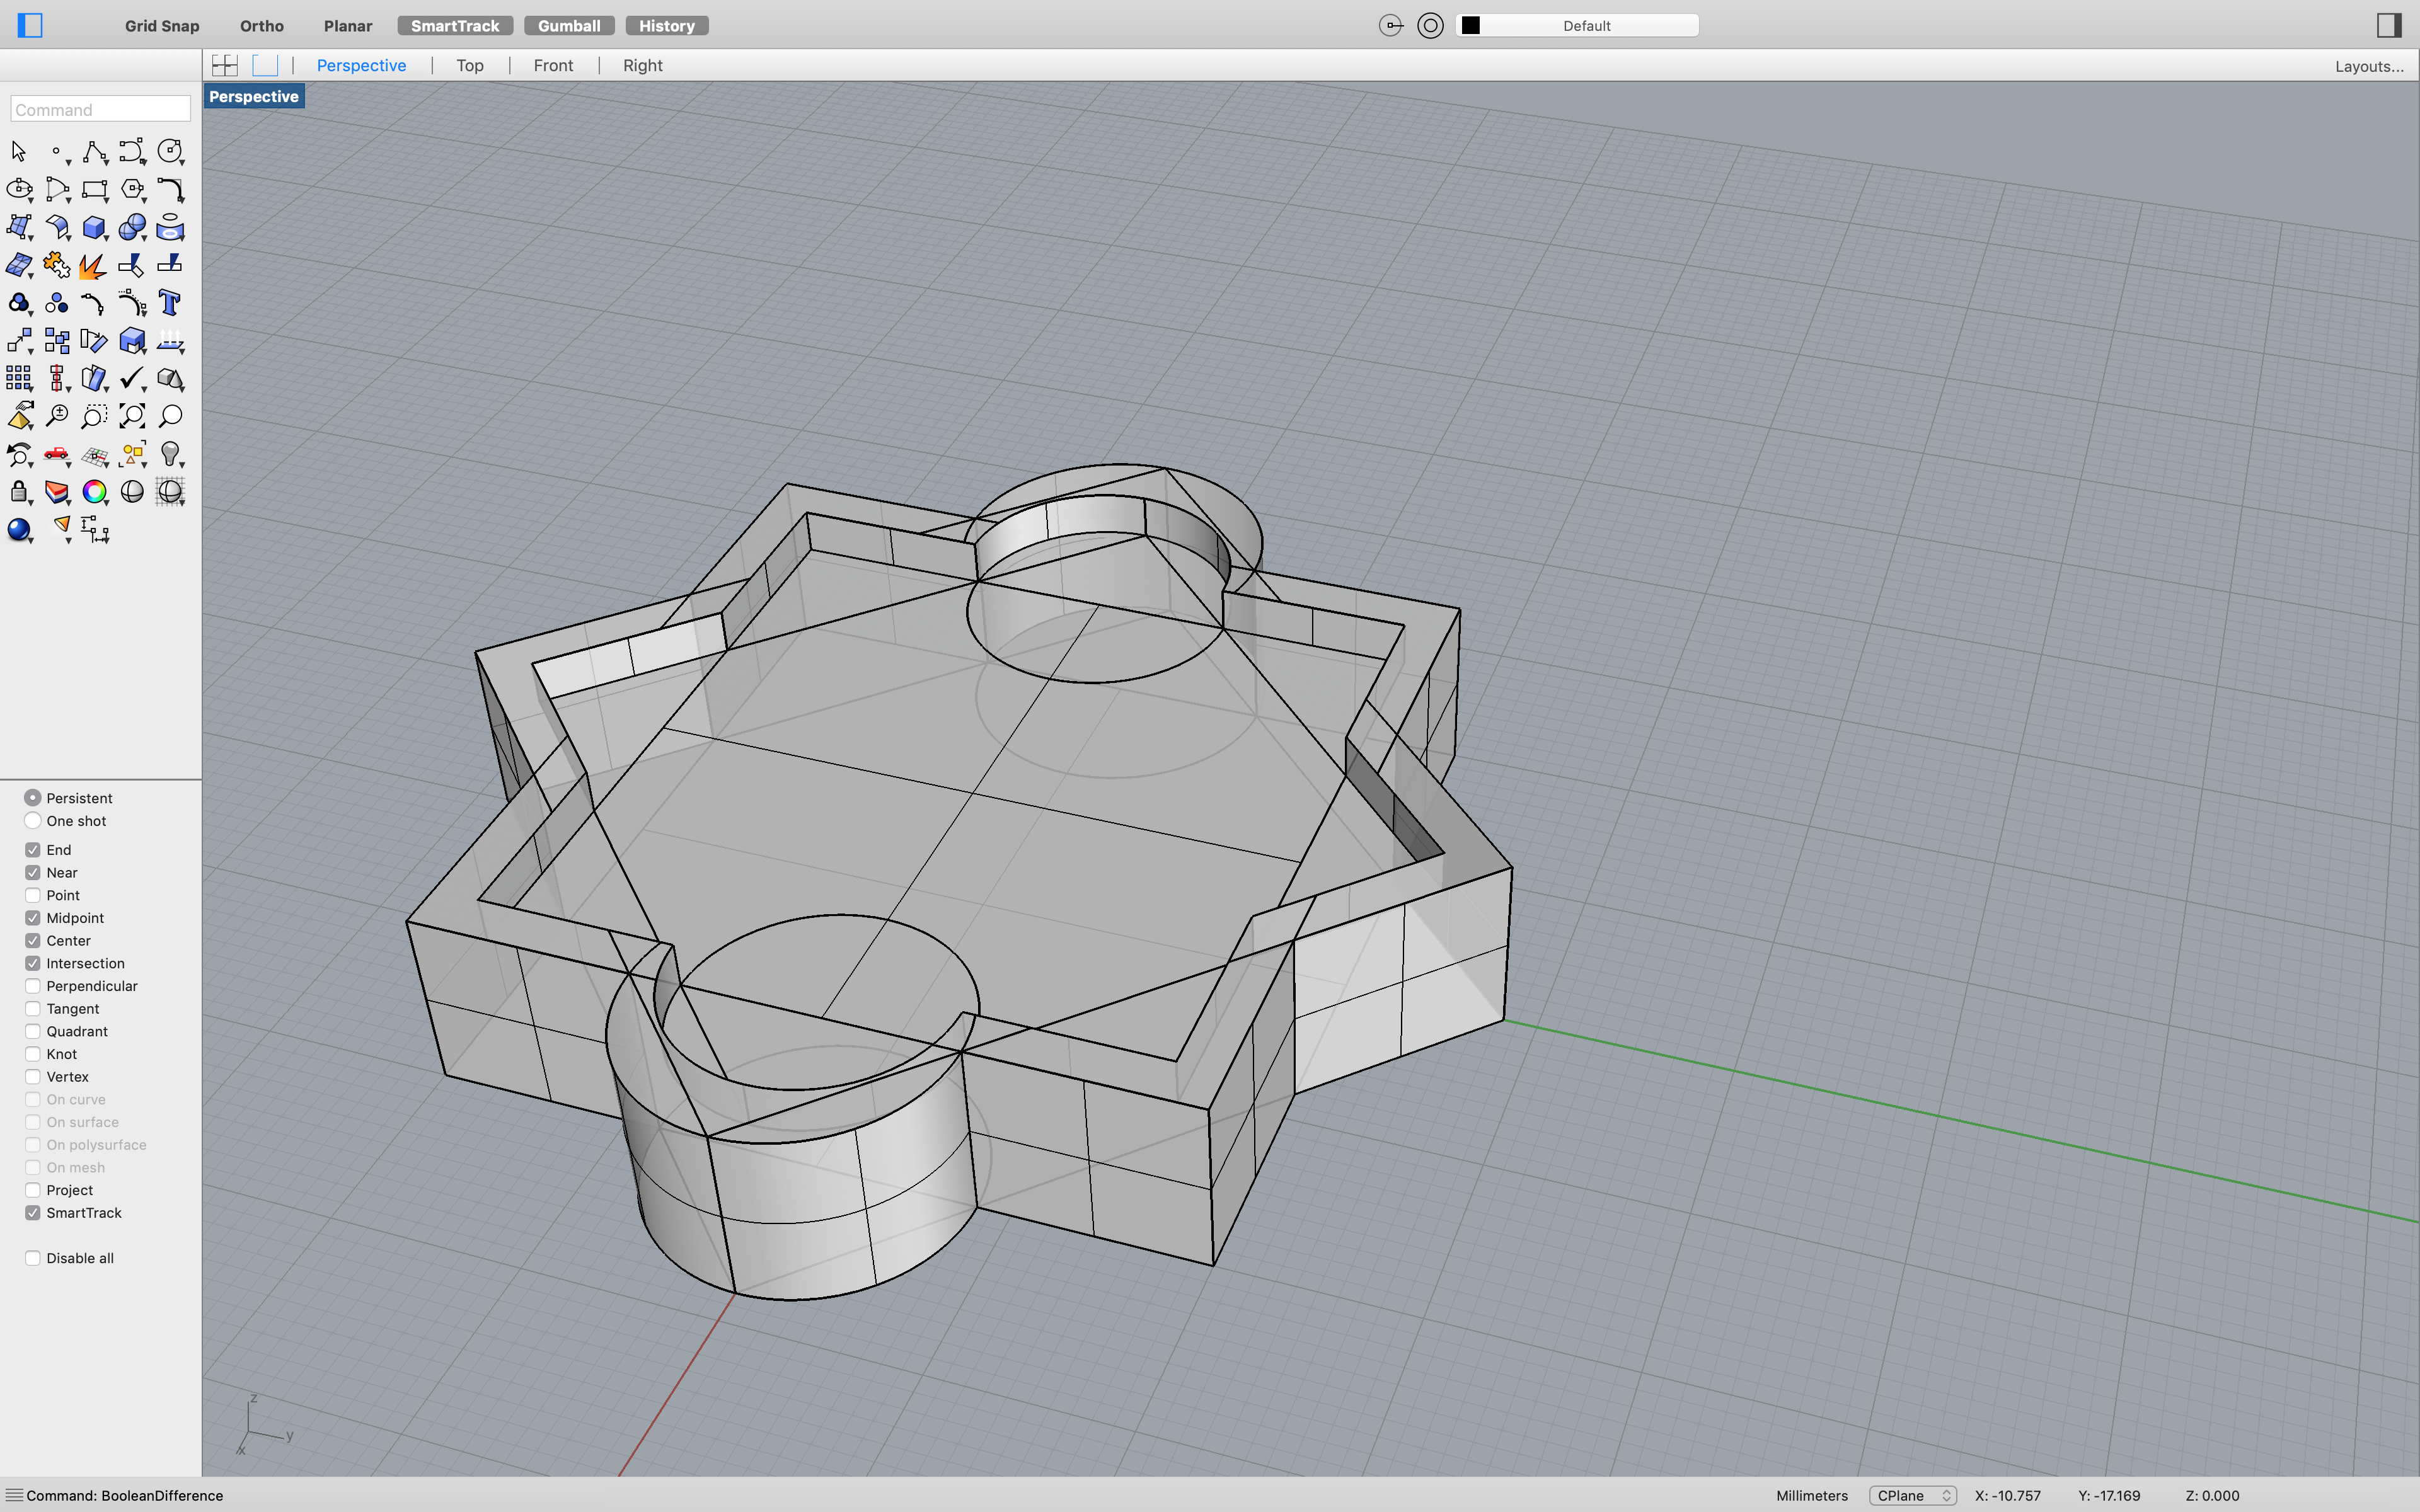 Grid Snap Ortho Planar SmartTrack Gumball History Default
Perspective Top Front Right Layouts...
Perspective
Command
Persistent
One shot
End
Near
Point
Midpoint
Center
Intersection
Perpendicular
Tangent
Quadrant
Knot
Vertex
On curve
On surface
On polysurface
On mesh
Project
SmartTrack
Disable all
z
y
x
Command: BooleanDifference Millimeters CPlane X: -10.757 Y: -17.169 Z: 0.000